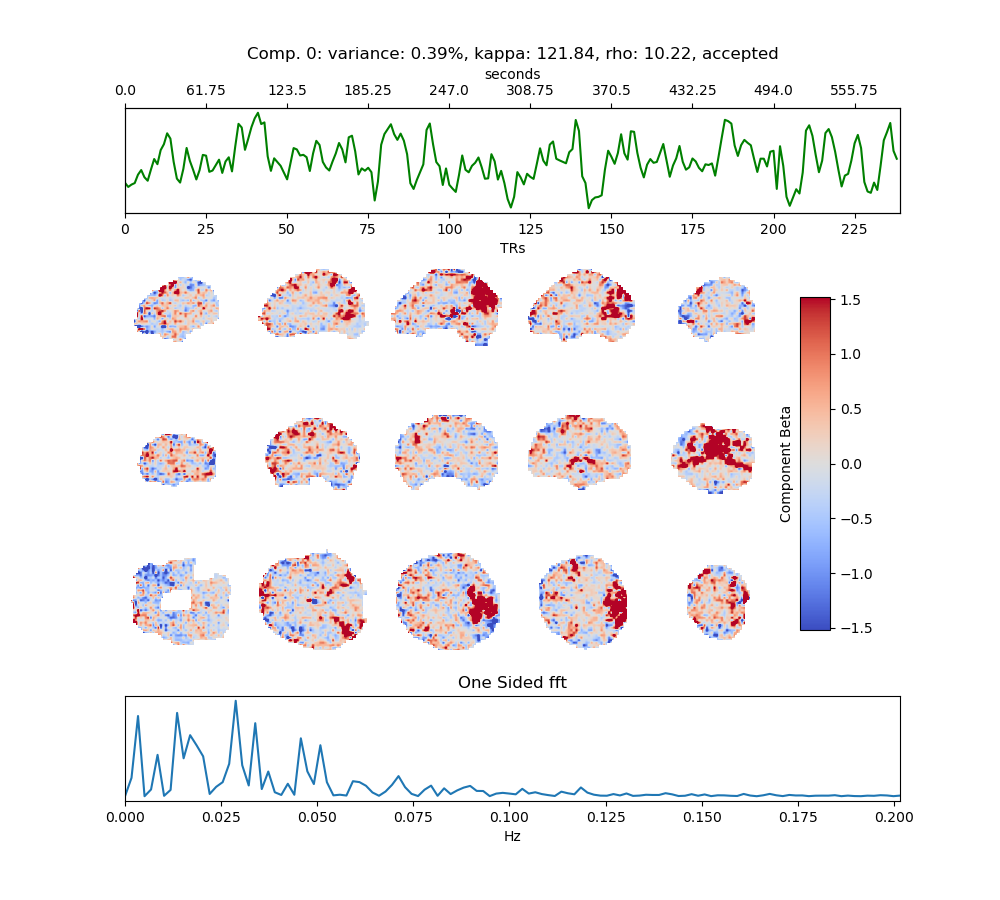 Comp. 0: variance: 0.39%, kappa: 121.84, rho: 10.22, accepted
seconds
0.0 61.75 123.5 185.25 247.0 308.75 370.5 432.25 494.0 555.75
0 25 50 75 100 125 150 175 200 225
TRs
1.5
1.0
0.5
0.0
−0.5
−1.0
−1.5
Component Beta
One Sided fft
0.000 0.025 0.050 0.075 0.100 0.125 0.150 0.175 0.200
Hz